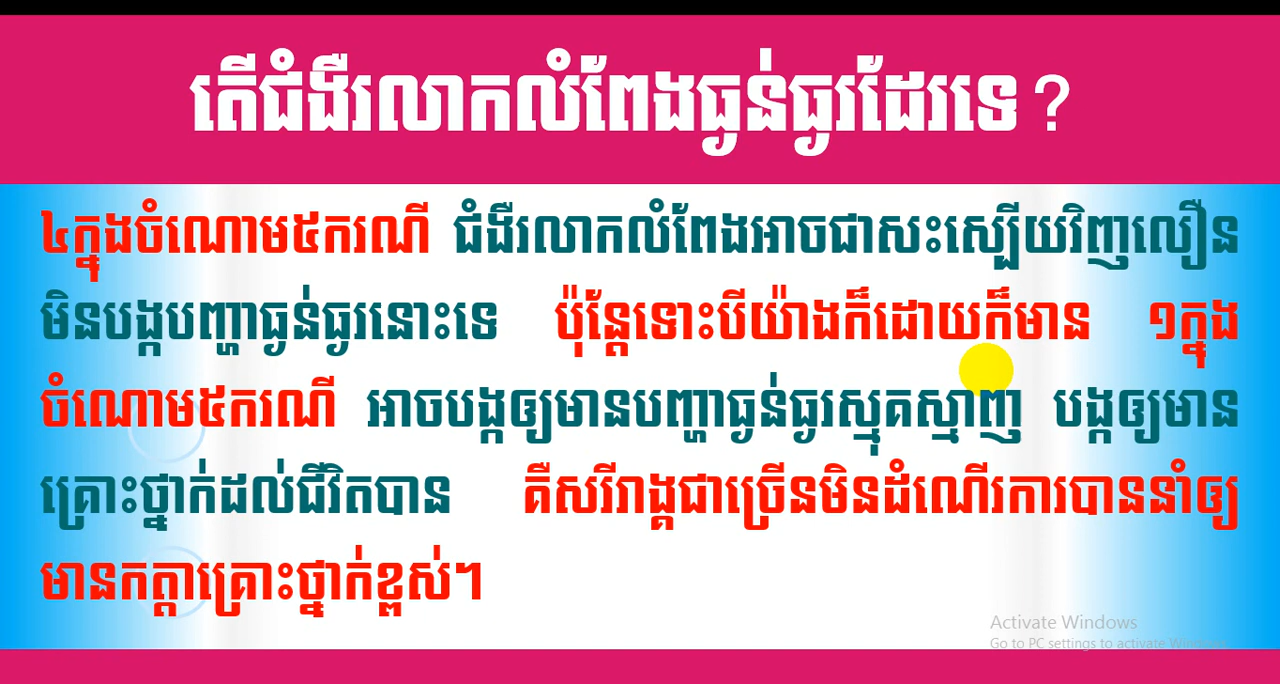 តើជំងឺរលាកលំពែងធ្ងន់ធ្ងរដែរទេ ?
៤ក្នុងចំណោម៥ករណី ជំងឺរលាកលំពែងអាចជាសះស្បើយវិញលឿន
មិនបង្កបញ្ហាធ្ងន់ធ្ងរនោះទេ ប៉ុន្តែទោះបីយ៉ាងក៏ដោយក៏មាន ១ក្នុង
ចំណោម៥ករណី អាចបង្កឲ្យមានបញ្ហាធ្ងន់ធ្ងរស្មុគស្មាញ បង្កឲ្យមាន
គ្រោះថ្នាក់ដល់ជីវិតបាន គឺសរីរាង្គជាច្រើនមិនដំណើរការបាននាំឲ្យ
មានកត្តាគ្រោះថ្នាក់ខ្ពស់។
Activate Windows
Go to PC settings to activate Windows.